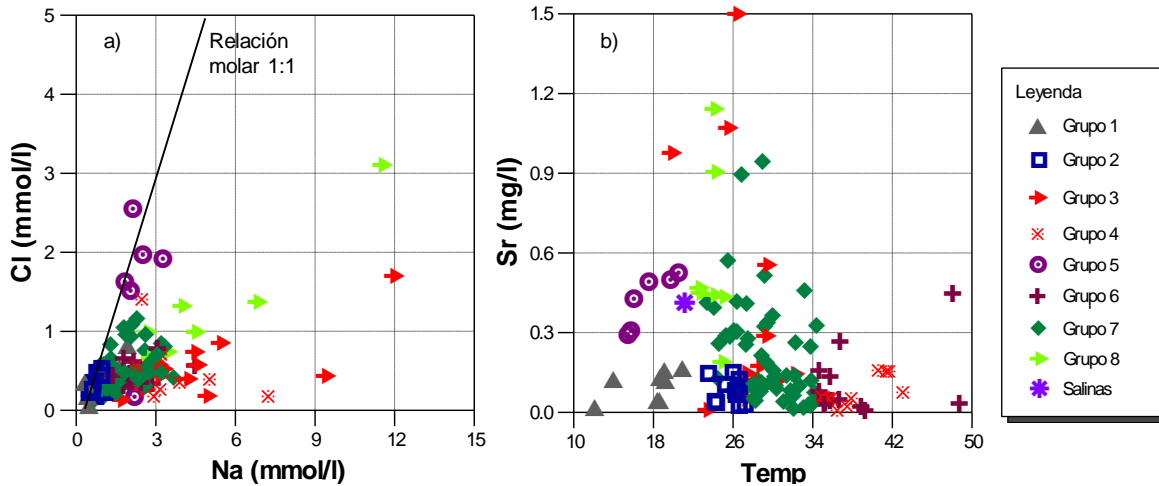 a)
Relación
molar 1:1
5
4
3
2
1
0
Cl (mmol/l)
0 3 6 9 12 15
Na (mmol/l)
b)
1.5
1.2
0.9
0.6
0.3
0.0
Sr (mg/l)
10 18 26 34 42 50
Temp
Leyenda
Grupo 1
Grupo 2
Grupo 3
Grupo 4
Grupo 5
Grupo 6
Grupo 7
Grupo 8
Salinas